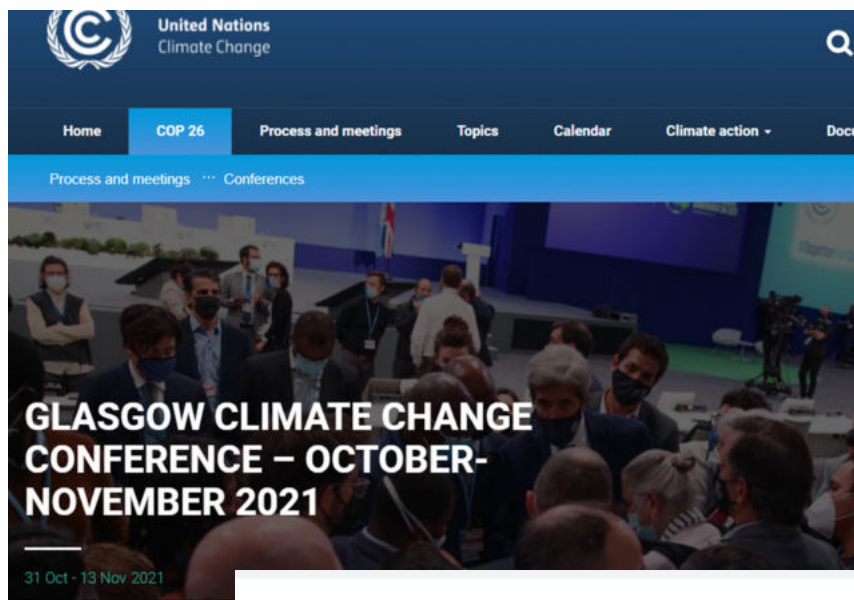 United Nations
Climate Change
Home COP 26 Process and meetings Topics Calendar Climate action
Process and meetings ··· Conferences
GLASGOW CLIMATE CHANGE
CONFERENCE – OCTOBER-
NOVEMBER 2021
31 Oct - 13 Nov 2021